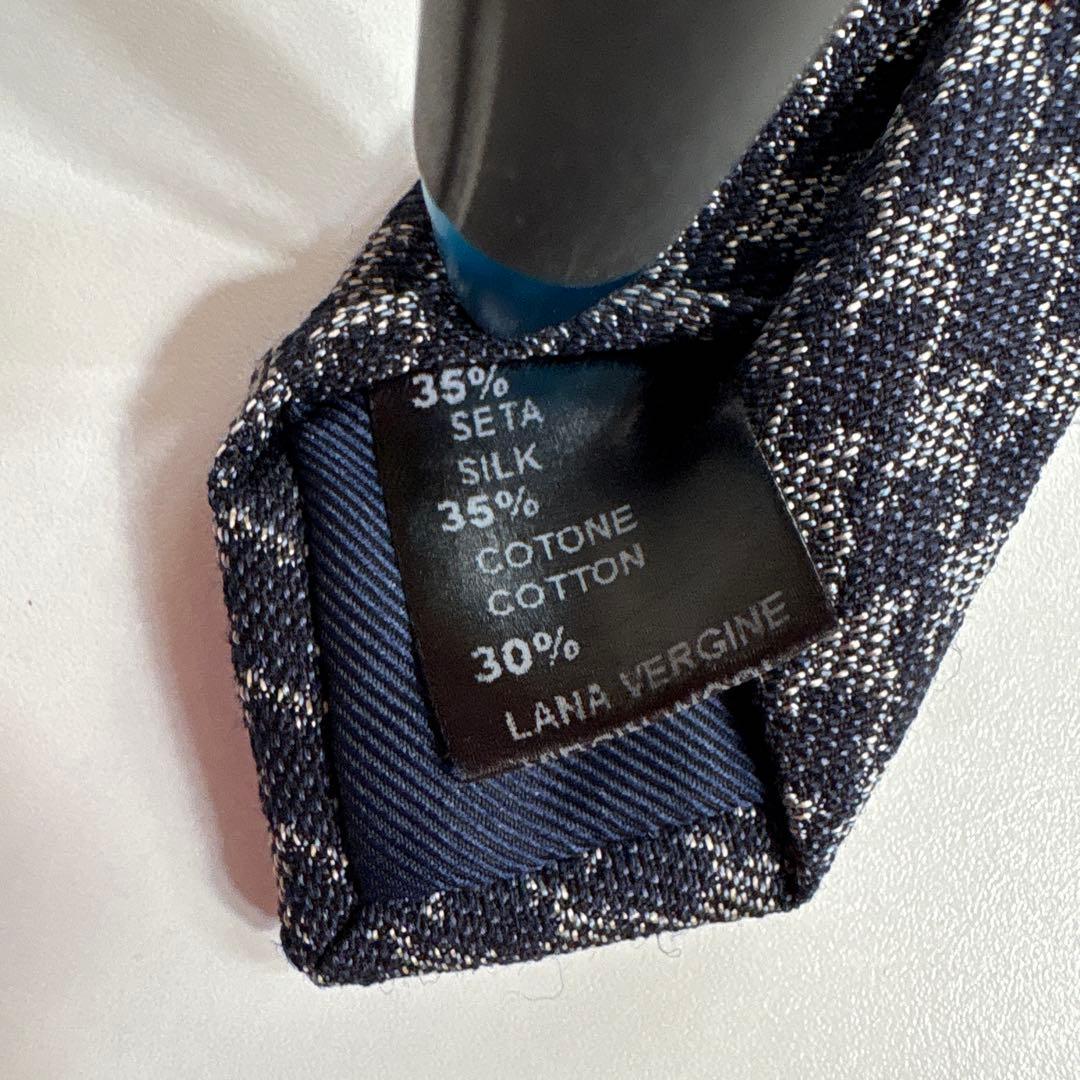 35%
SETA
SILK
35%
COTONE
COTTON
30%
LANA VERGINE